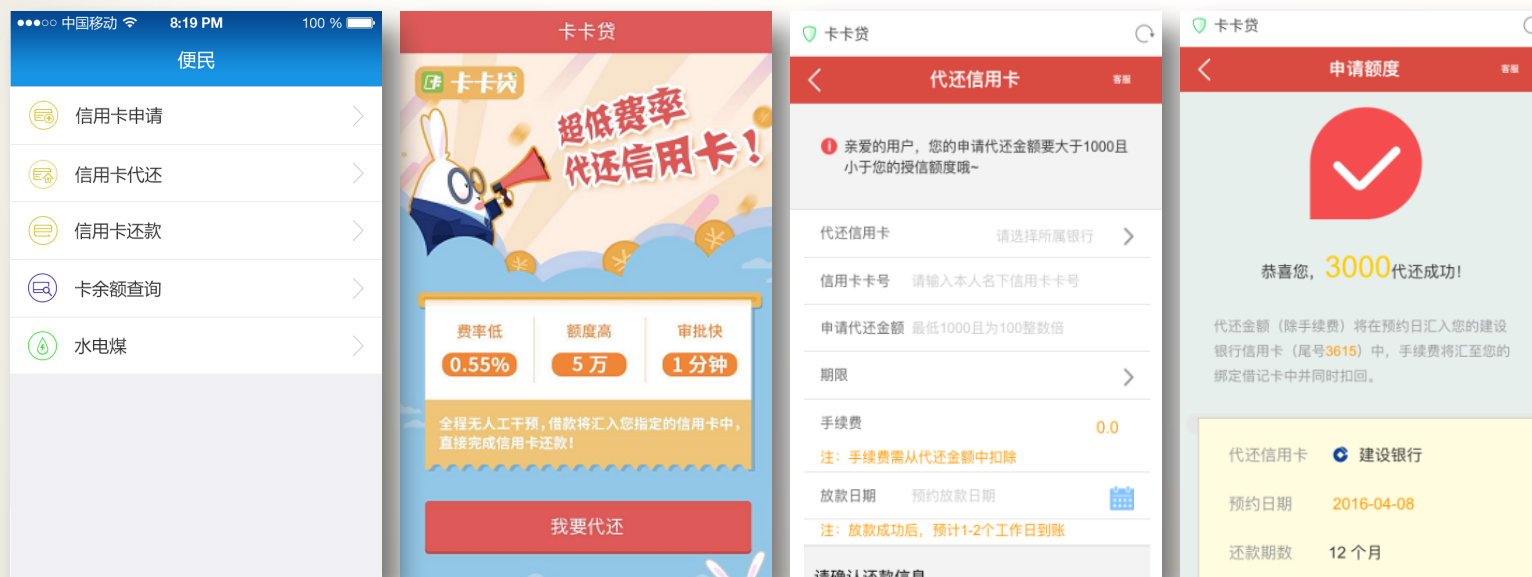 中国移动 8:19 PM 100 %
便民
信用卡申请
信用卡代还
信用卡还款
卡余额查询
水电煤
卡卡贷
卡卡贷
超低费率
代还信用卡!
费率低 额度高 审批快
0.55% 5万 1分钟
全程无人工干预,借款将汇入您指定的信用卡中,
直接完成信用卡还款!
我要代还
卡卡贷
代还信用卡 客服
亲爱的用户，您的申请代还金额要大于1000且
小于您的授信额度哦~
代还信用卡 请选择所属银行
信用卡卡号 请输入本人名下信用卡卡号
申请代还金额 最低1000且为100整数倍
期限
手续费 0.0
注：手续费需从代还金额中扣除
放款日期 预约放款日期
注：放款成功后，预计1-2个工作日到账
请确认还款信息
卡卡贷
申请额度 客服
恭喜您，3000代还成功!
代还金额（除手续费）将在预约日汇入您的建设
银行信用卡（尾号3615）中，手续费将汇至您的
绑定借记卡中并同时扣回。
代还信用卡 建设银行
预约日期 2016-04-08
还款期数 12个月